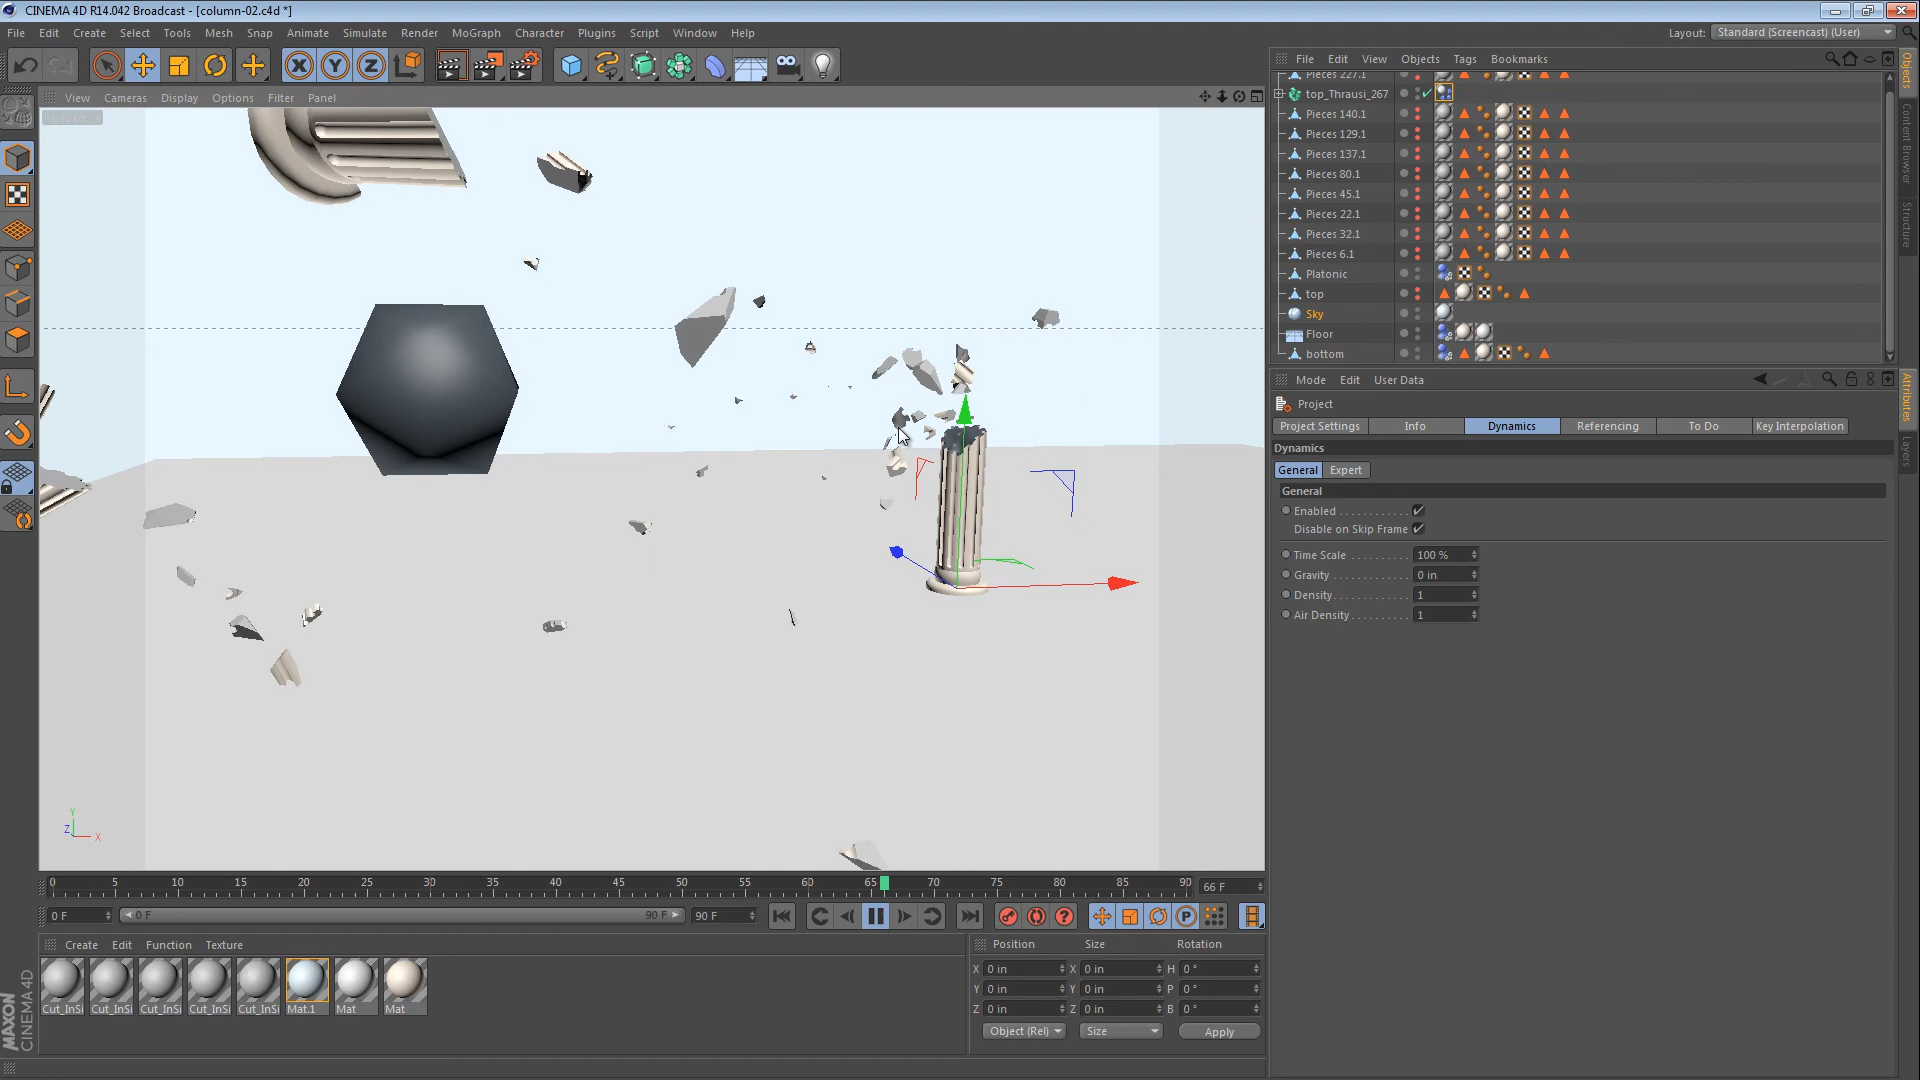 CINEMA 4D R14.042 Broadcast - [column-02.c4d *]
File Edit Create Select Tools Mesh Snap Animate Simulate Render MoGraph Character Plugins Script Window Help
Layout: Standard (Screencast) (User)
View Cameras Display Options Filter Panel
Y
Z X
File Edit View Objects Tags Bookmarks
Pieces 227.1
top_Thrausi_267
Pieces 140.1
Pieces 129.1
Pieces 137.1
Pieces 80.1
Pieces 45.1
Pieces 22.1
Pieces 32.1
Pieces 6.1
Platonic
top
Sky
Floor
bottom
Objects
Content Browser
Structure
Mode Edit User Data
Project
Project Settings Info Dynamics Referencing To Do Key Interpolation
Dynamics
General Expert
General
Enabled
Disable on Skip Frame
Time Scale 100 %
Gravity 0 in
Density 1
Air Density 1
Attributes
Layers
0 5 10 15 20 25 30 35 40 45 50 55 60 65 70 75 80 85 90 66 F
0 F 0 F 90 F 90 F
Create Edit Function Texture
Cut_InSi Cut_InSi Cut_InSi Cut_InSi Cut_InSi Mat.1 Mat Mat
Position Size Rotation
X 0 in X 0 in H 0 °
Y 0 in Y 0 in P 0 °
Z 0 in Z 0 in B 0 °
Object (Rel) Size Apply
MAXON
CINEMA 4D